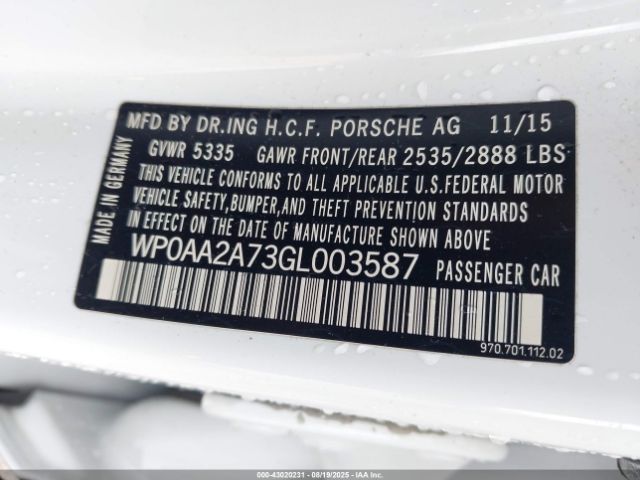 MFD BY DR.ING H.C.F. PORSCHE AG 11/15
GVWR 5335 GAWR FRONT/REAR 2535/2888 LBS
THIS VEHICLE CONFORMS TO ALL APPLICABLE U.S.FEDERAL MOTOR
VEHICLE SAFETY,BUMPER,AND THEFT PREVENTION STANDARDS
IN EFFECT ON THE DATE OF MANUFACTURE SHOWN ABOVE.
WP0AA2A73GL003587 PASSENGER CAR
970.701.112.02
MADE IN GERMANY
000-43020231 - 08/19/2025 - IAAI.COM